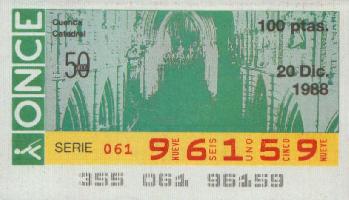 ONCE
Cuenca
Catedral
50
100 ptas.
20 Dic.
1988
SERIE 061 9 NUEVE 6 SEIS 1 UNO 5 CINCO 9 NUEVE
355 061 96159